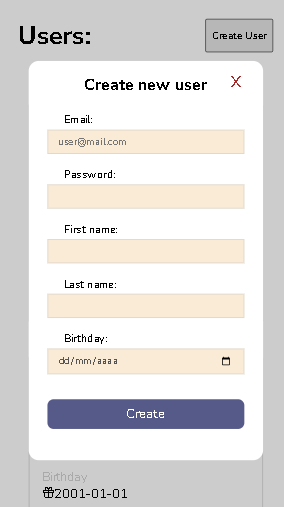 Users:
Create User
Create new user
X
Email:
user@mail.com
Password:
First name:
Last name:
Birthday:
dd/mm/aaaa
Create
Birthday
2001-01-01